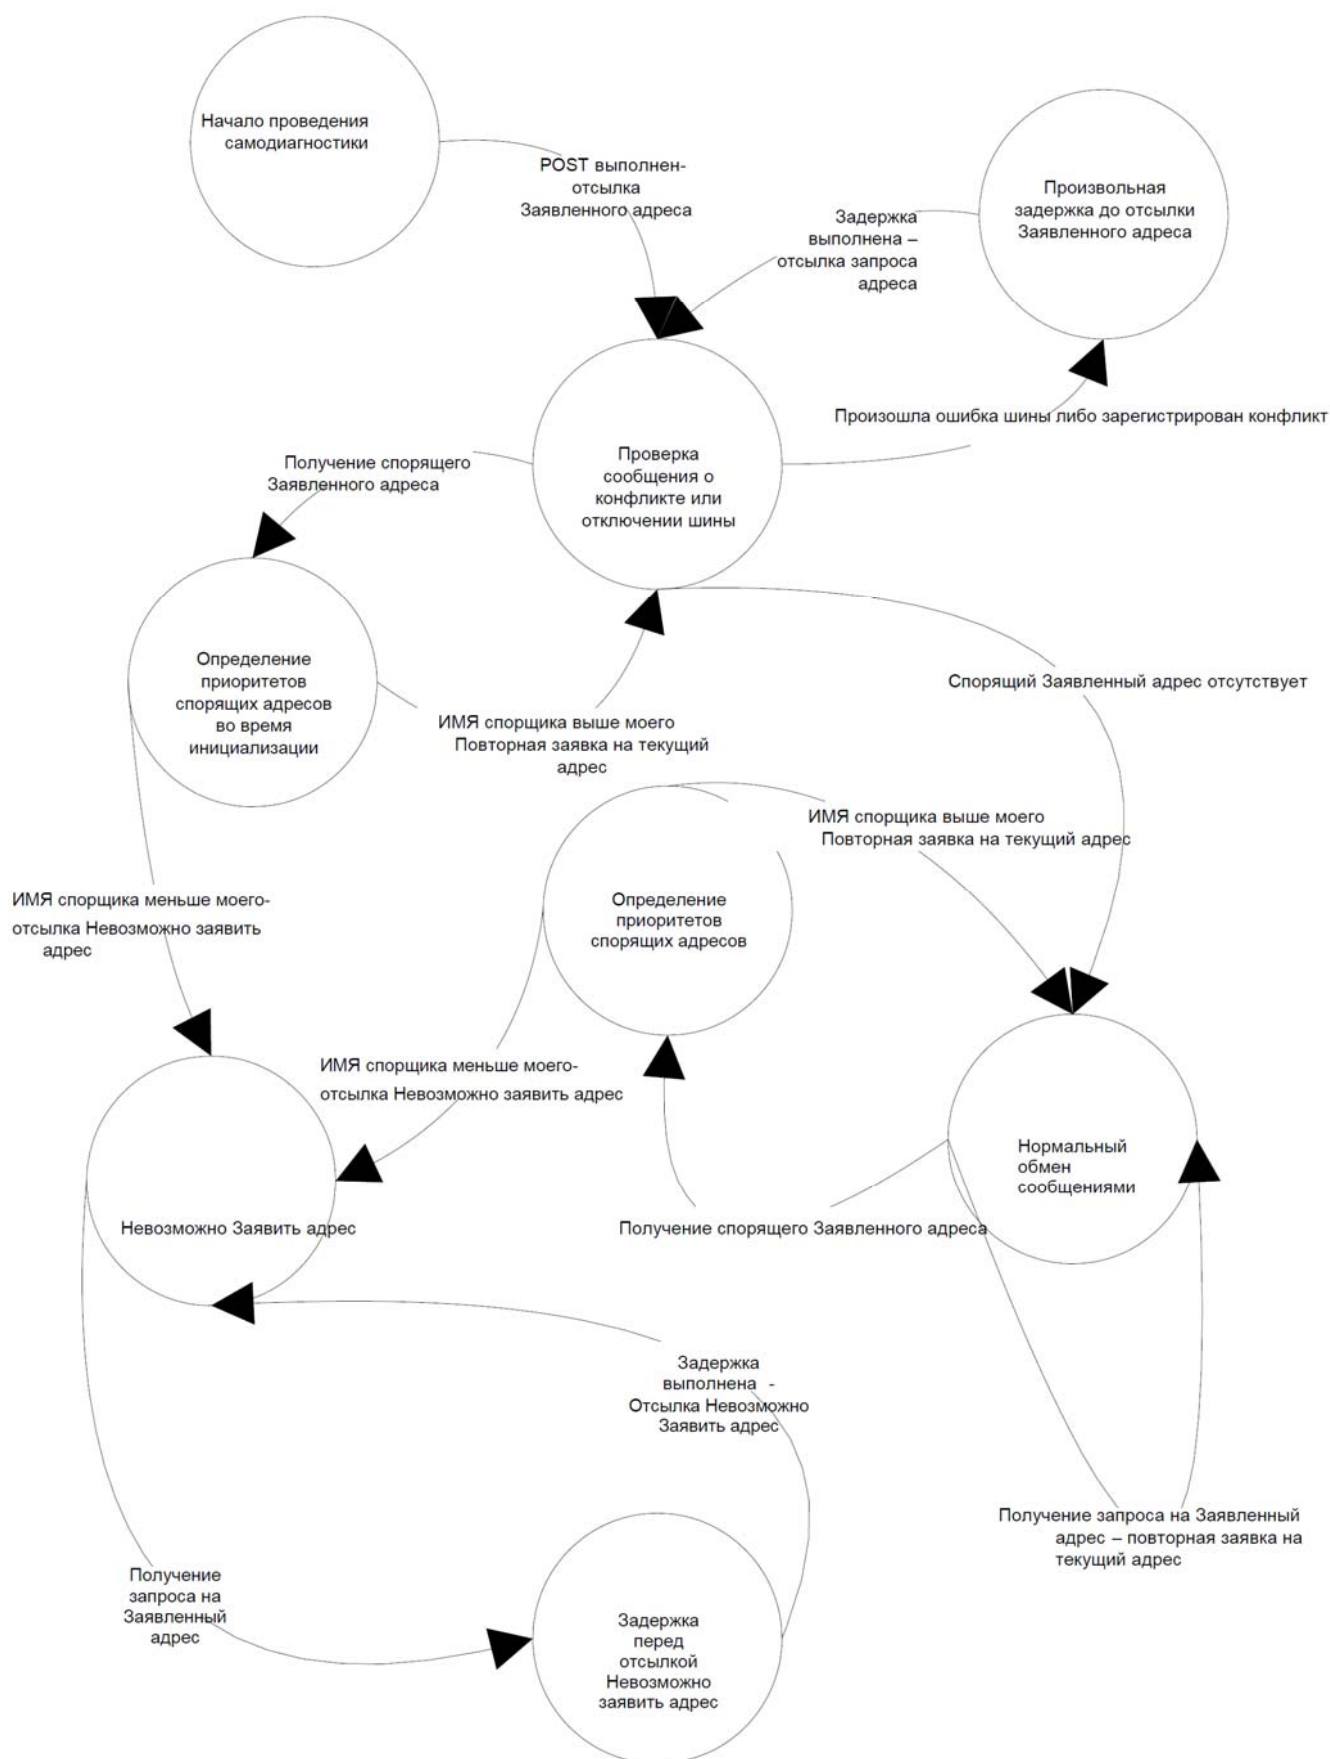 Начало проведения
самодиагностики
POST выполнен-
отсылка
Заявленного адреса
Произвольная
задержка до отсылки
Заявленного адреса
Задержка
выполнена –
отсылка запроса
адреса
Произошла ошибка шины либо зарегистрирован конфликт
Получение спорящего
Заявленного адреса
Проверка
сообщения о
конфликте или
отключении шины
Определение
приоритетов
спорящих адресов
во время
инициализации
ИМЯ спорщика выше моего
Повторная заявка на текущий
адрес
Спорящий Заявленный адрес отсутствует
ИМЯ спорщика выше моего
Повторная заявка на текущий адрес
ИМЯ спорщика меньше моего-
отсылка Невозможно заявить
адрес
Определение
приоритетов
спорящих адресов
ИМЯ спорщика меньше моего-
отсылка Невозможно заявить адрес
Нормальный
обмен
сообщениями
Невозможно Заявить адрес
Получение спорящего Заявленного адреса
Задержка
выполнена -
Отсылка Невозможно
Заявить адрес
Получение запроса на Заявленный
адрес – повторная заявка на
текущий адрес
Получение
запроса на
Заявленный
адрес
Задержка
перед
отсылкой
Невозможно
заявить адрес